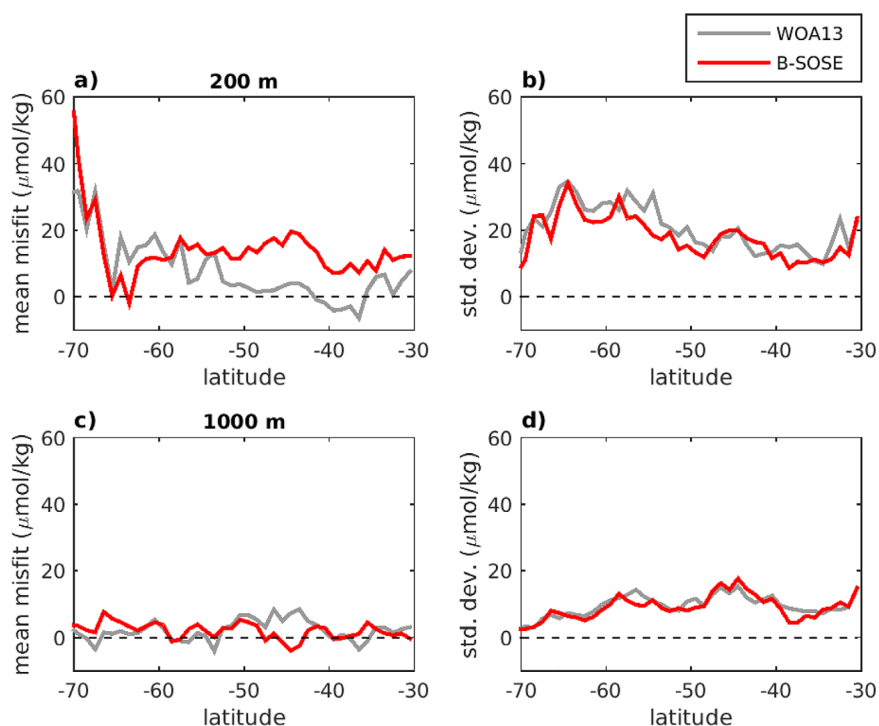 WOA13
B-SOSE
a) 200 m
b)
mean misfit (μmol/kg)
60
40
20
0
-70 -60 -50 -40 -30
latitude
std. dev. (μmol/kg)
60
40
20
0
-70 -60 -50 -40 -30
latitude
c) 1000 m
d)
mean misfit (μmol/kg)
60
40
20
0
-70 -60 -50 -40 -30
latitude
std. dev. (μmol/kg)
60
40
20
0
-70 -60 -50 -40 -30
latitude